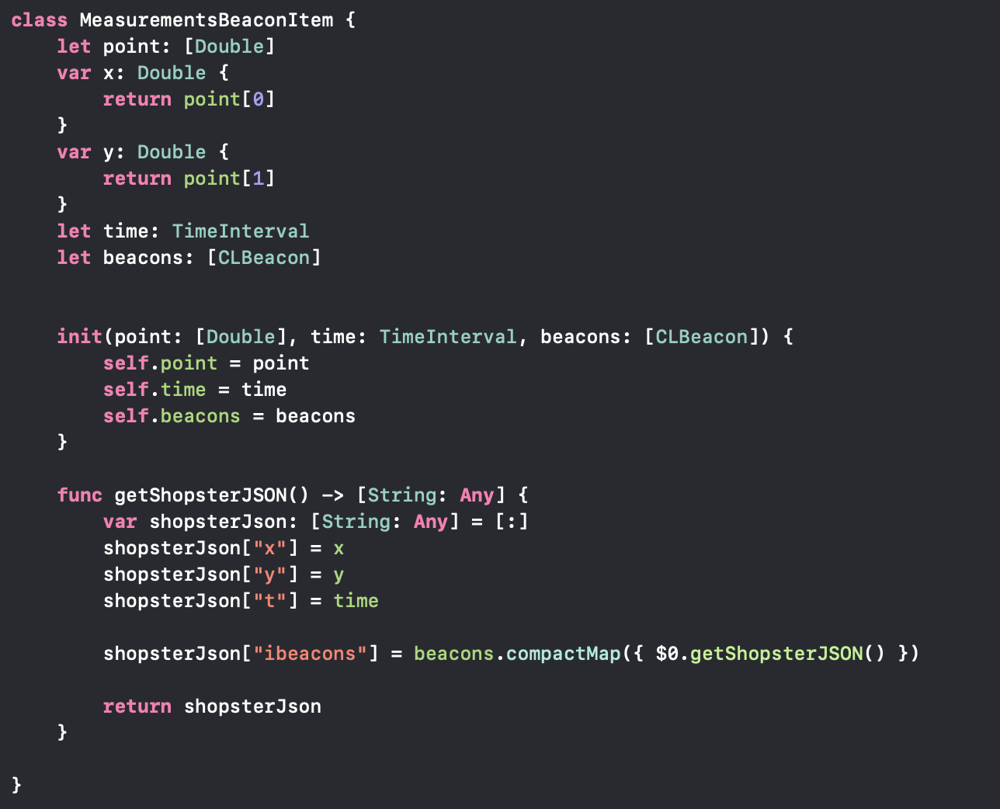 class MeasurementsBeaconItem {
    let point: [Double]
    var x: Double {
        return point[0]
    }
    var y: Double {
        return point[1]
    }
    let time: TimeInterval
    let beacons: [CLBeacon]
    init(point: [Double], time: TimeInterval, beacons: [CLBeacon]) {
        self.point = point
        self.time = time
        self.beacons = beacons
    }
    func getShopsterJSON() -> [String: Any] {
        var shopsterJson: [String: Any] = [:]
        shopsterJson["x"] = x
        shopsterJson["y"] = y
        shopsterJson["t"] = time
        shopsterJson["ibeacons"] = beacons.compactMap({ $0.getShopsterJSON() })
        return shopsterJson
    }
}